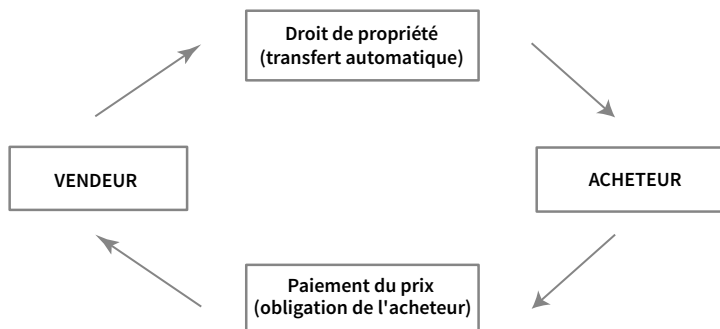 Droit de propriété
(transfert automatique)
VENDEUR
ACHETEUR
Paiement du prix
(obligation de l'acheteur)